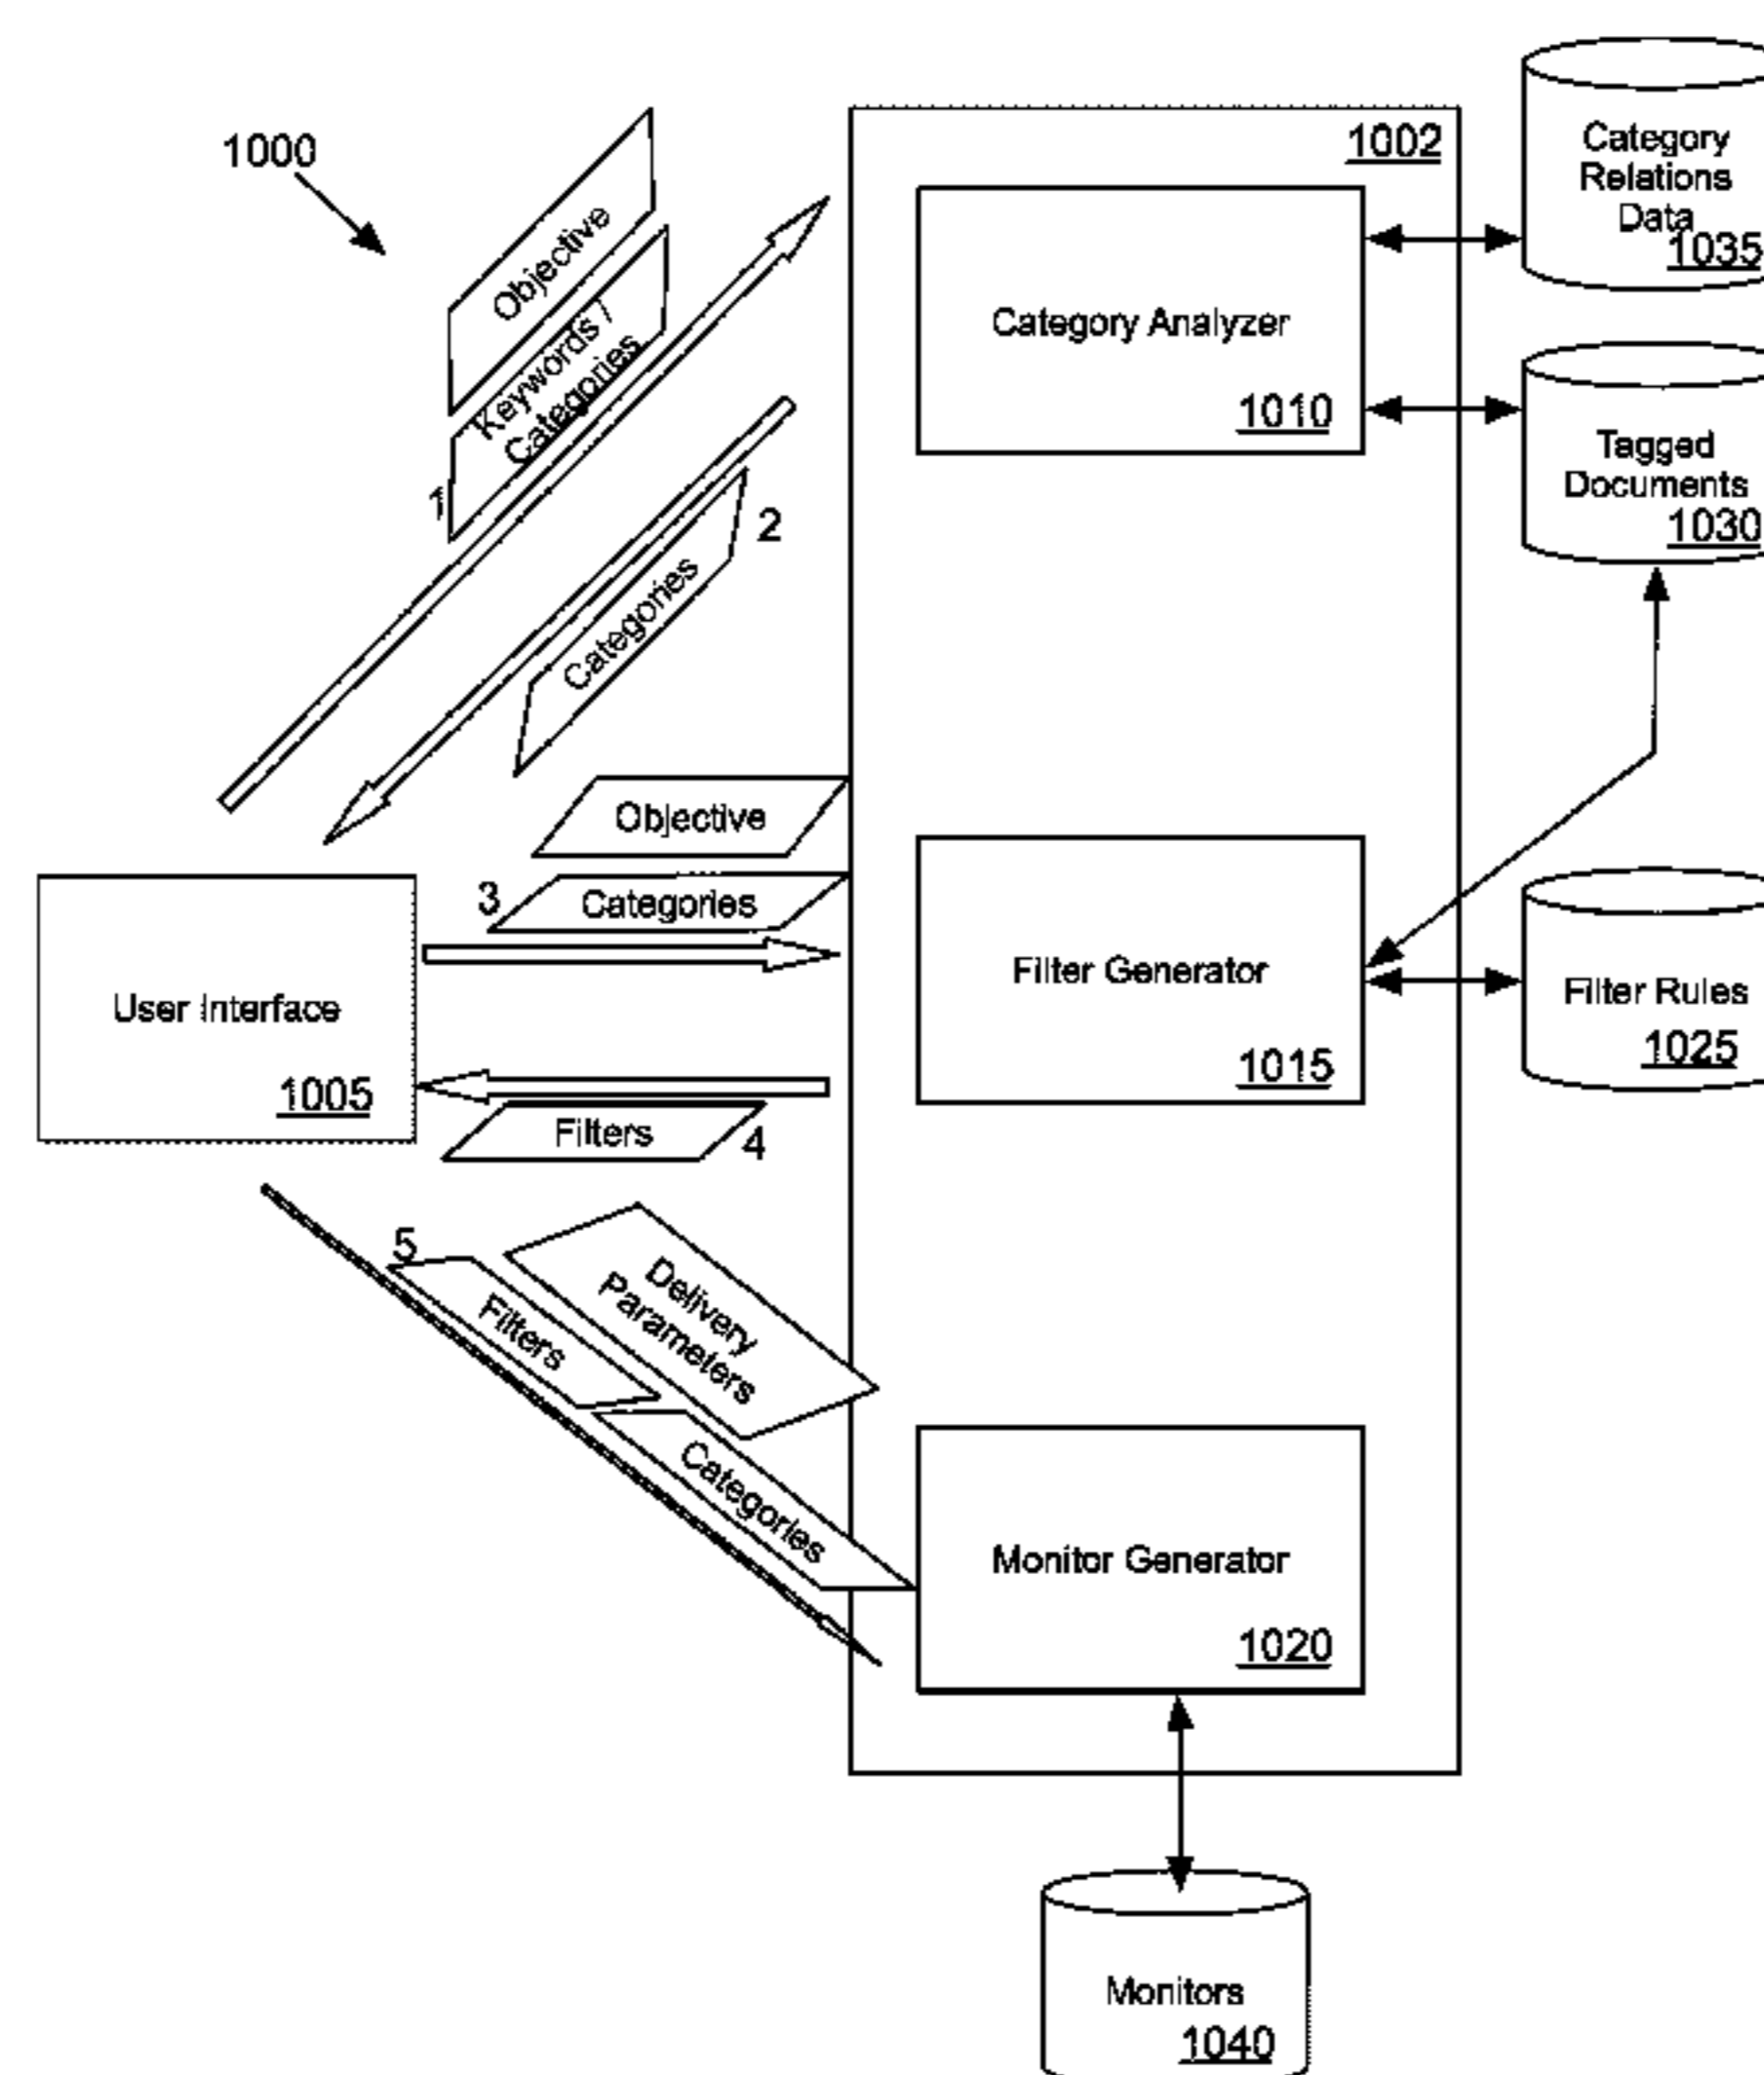 1000
1002
Category
Relations
Data
1035
Objective
Keywords /
Categories
1
Category Analyzer
1010
Tagged
Documents
1030
2
Categories
Objective
3
Categories
User Interface
1005
Filter Generator
1015
Filter Rules
1025
Filters
4
5
Delivery
Parameters
Filters
Categories
Monitor Generator
1020
Monitors
1040